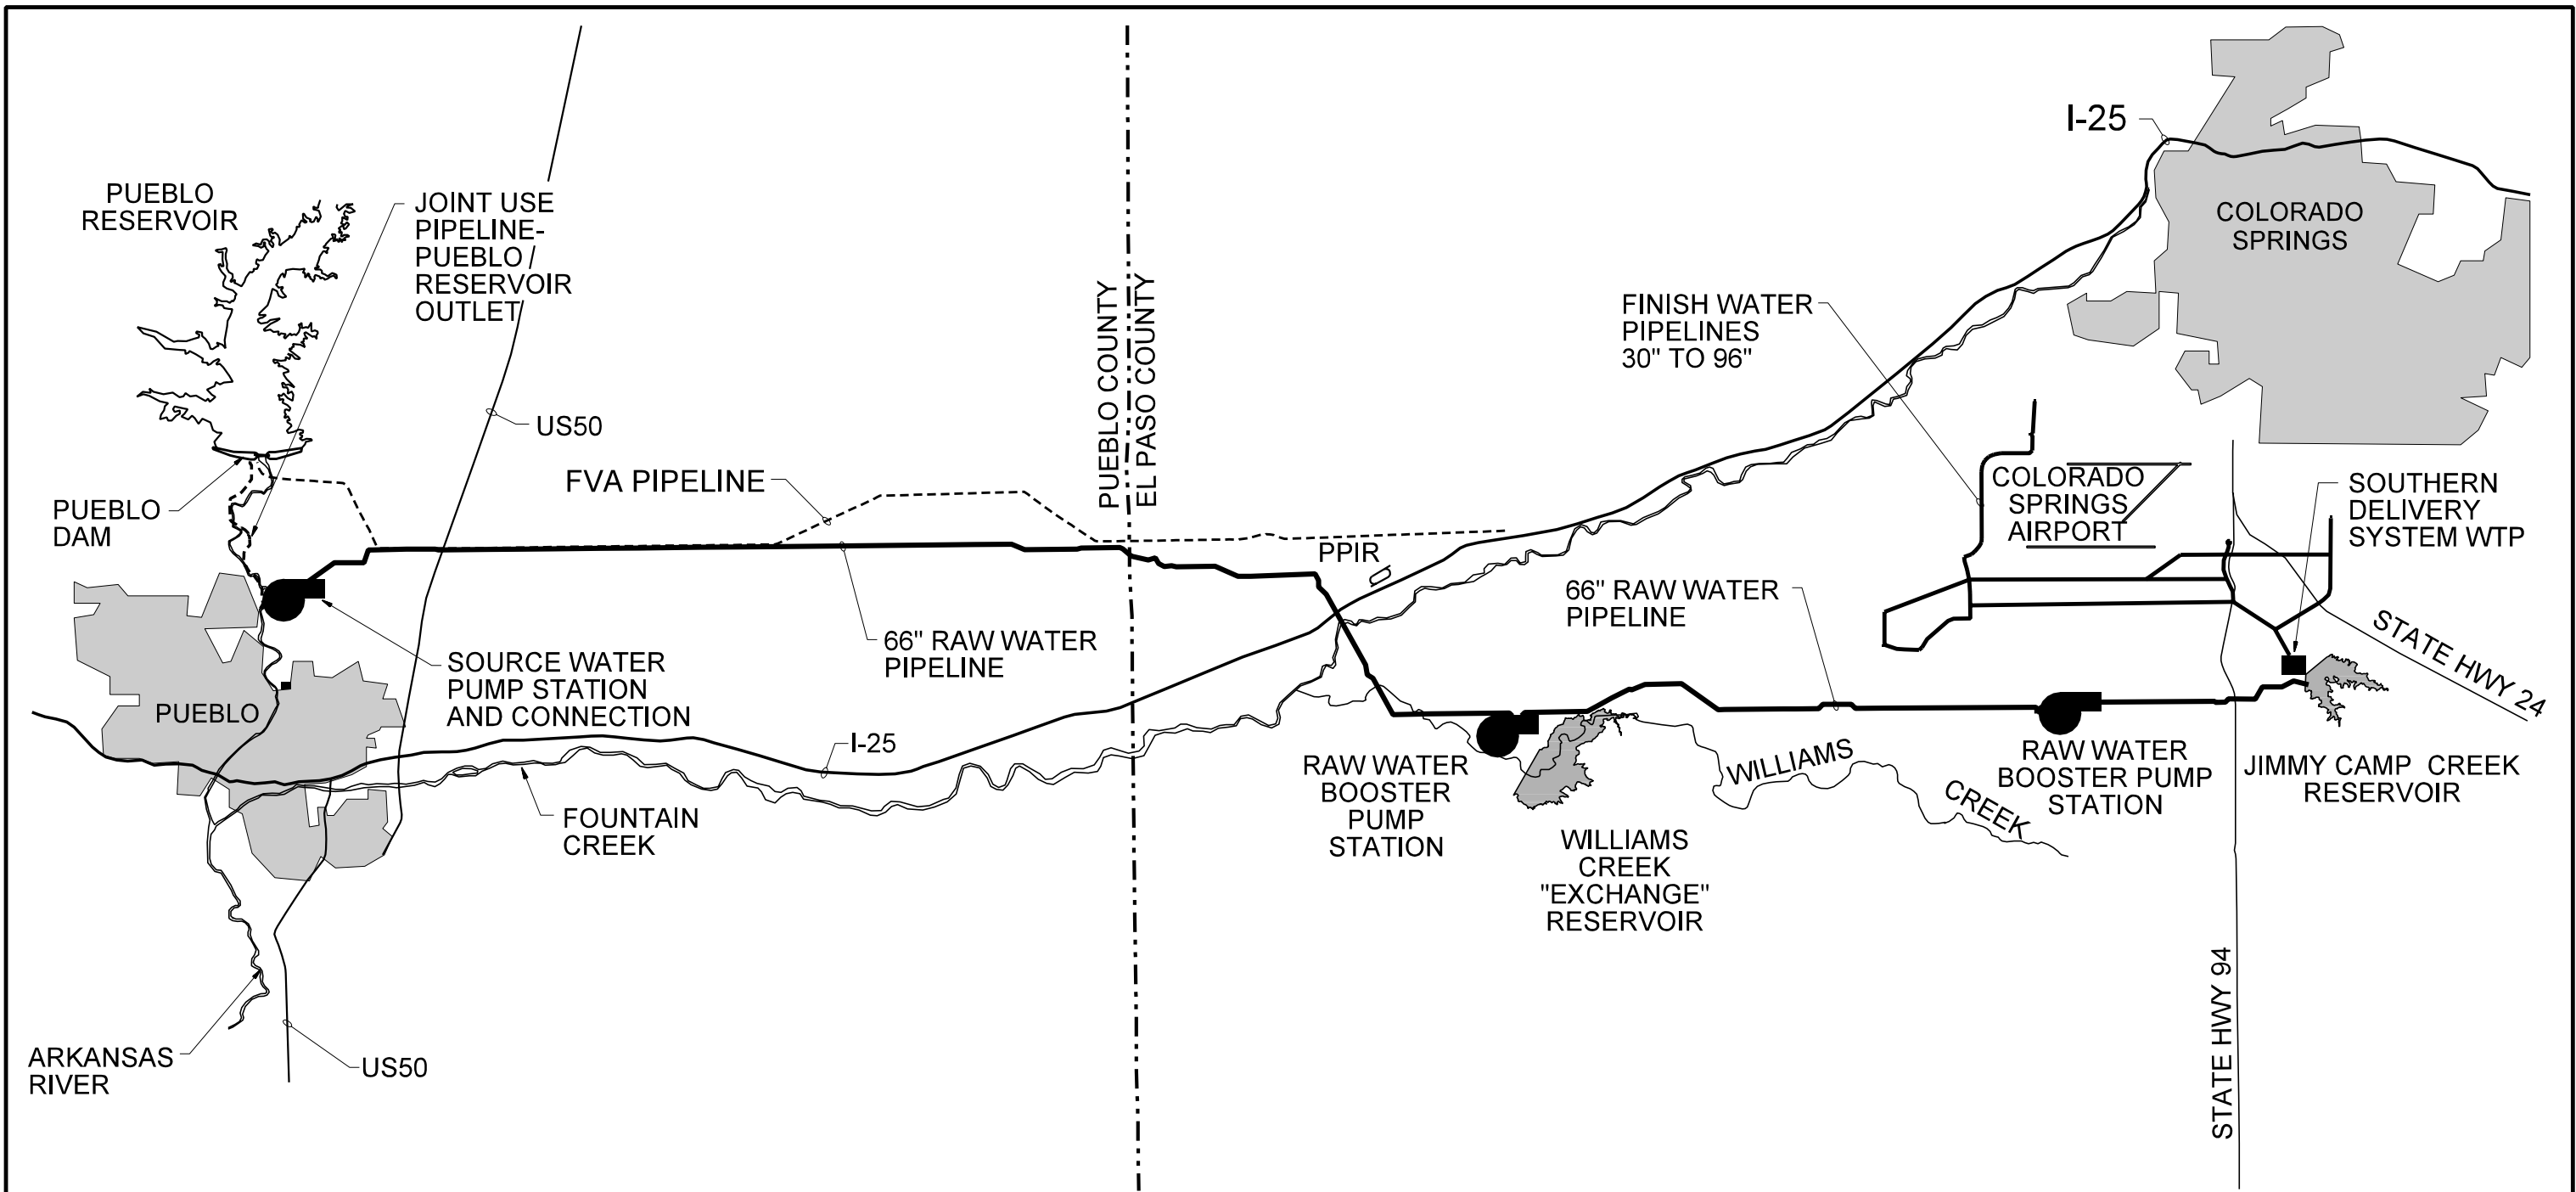 PUEBLO
RESERVOIR
JOINT USE
PIPELINE-
PUEBLO
RESERVOIR
OUTLET
US50
FVA PIPELINE
PUEBLO
DAM
66" RAW WATER
PIPELINE
SOURCE WATER
PUMP STATION
AND CONNECTION
PUEBLO
I-25
FOUNTAIN
CREEK
ARKANSAS
RIVER
US50
PUEBLO COUNTY
EL PASO COUNTY
I-25
COLORADO
SPRINGS
FINISH WATER
PIPELINES
30" TO 96"
COLORADO
SPRINGS
AIRPORT
SOUTHERN
DELIVERY
SYSTEM WTP
PPIR
66" RAW WATER
PIPELINE
STATE HWY 24
RAW WATER
BOOSTER
PUMP
STATION
WILLIAMS
CREEK
"EXCHANGE"
RESERVOIR
WILLIAMS
CREEK
RAW WATER
BOOSTER PUMP
STATION
JIMMY CAMP CREEK
RESERVOIR
STATE HWY 94